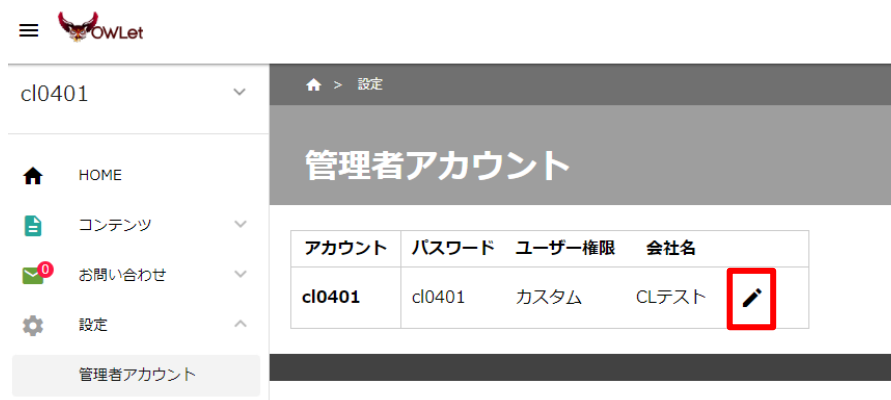 OWLet
cl0401
HOME
コンテンツ
0
お問い合わせ
設定
管理者アカウント
> 設定
管理者アカウント
アカウント パスワード ユーザー権限 会社名
cl0401 cl0401 カスタム CLテスト